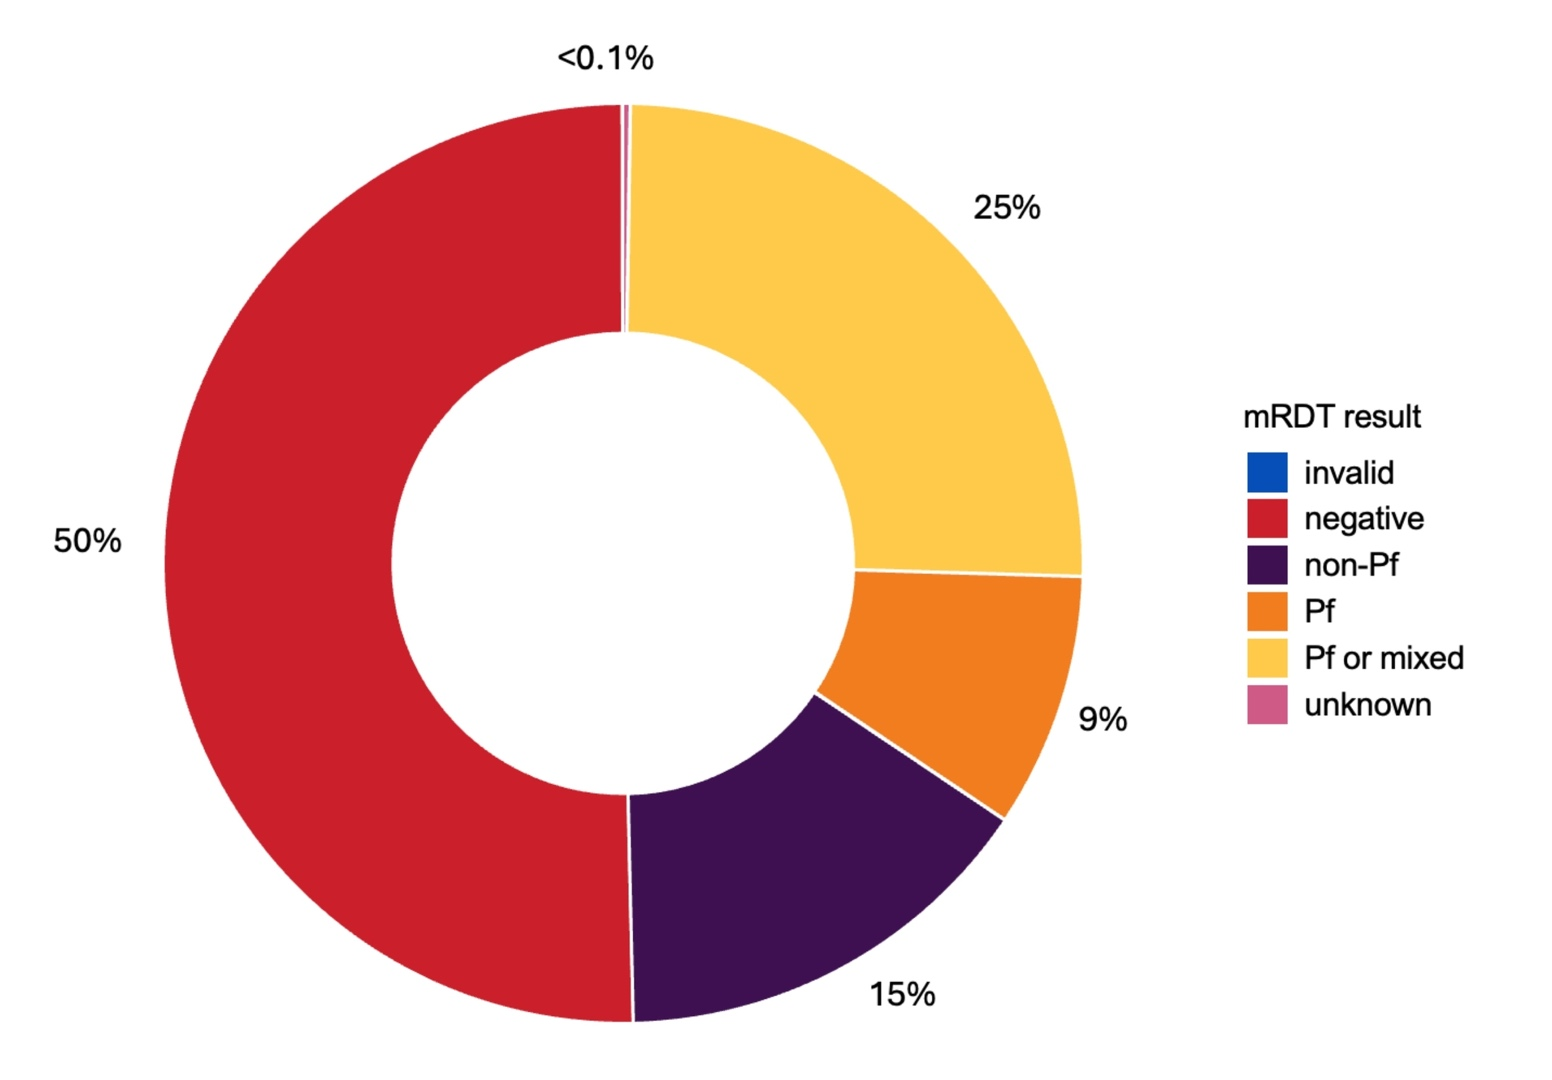 <0.1%
25%
50%
9%
15%
mRDT result
invalid
negative
non-Pf
Pf
Pf or mixed
unknown